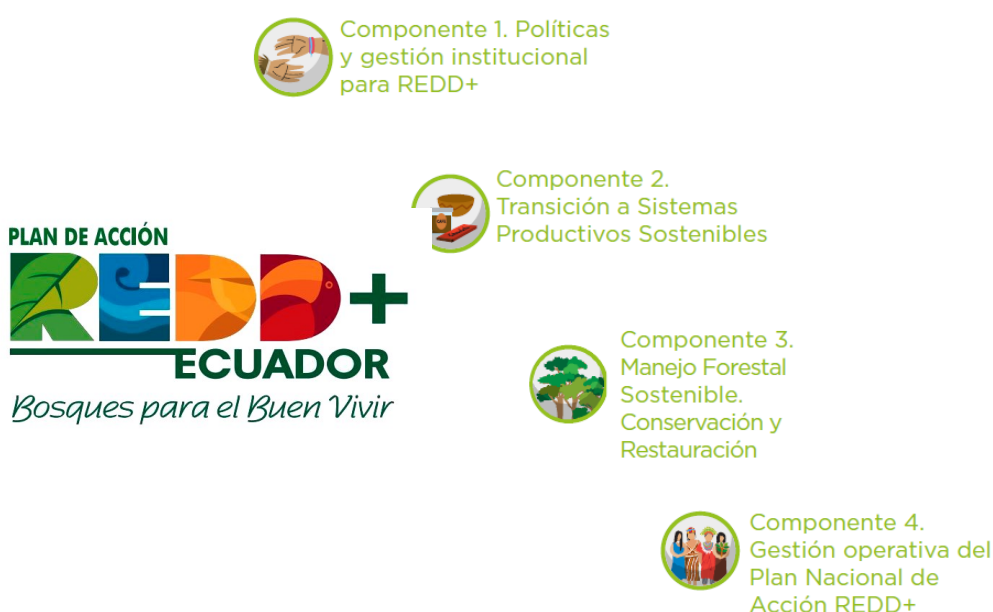 Componente 1. Políticas
y gestión institucional
para REDD+
Componente 2.
Transición a Sistemas
Productivos Sostenibles
PLAN DE ACCIÓN
REDD+
ECUADOR
Bosques para el Buen Vivir
Componente 3.
Manejo Forestal
Sostenible.
Conservación y
Restauración
Componente 4.
Gestión operativa del
Plan Nacional de
Acción REDD+